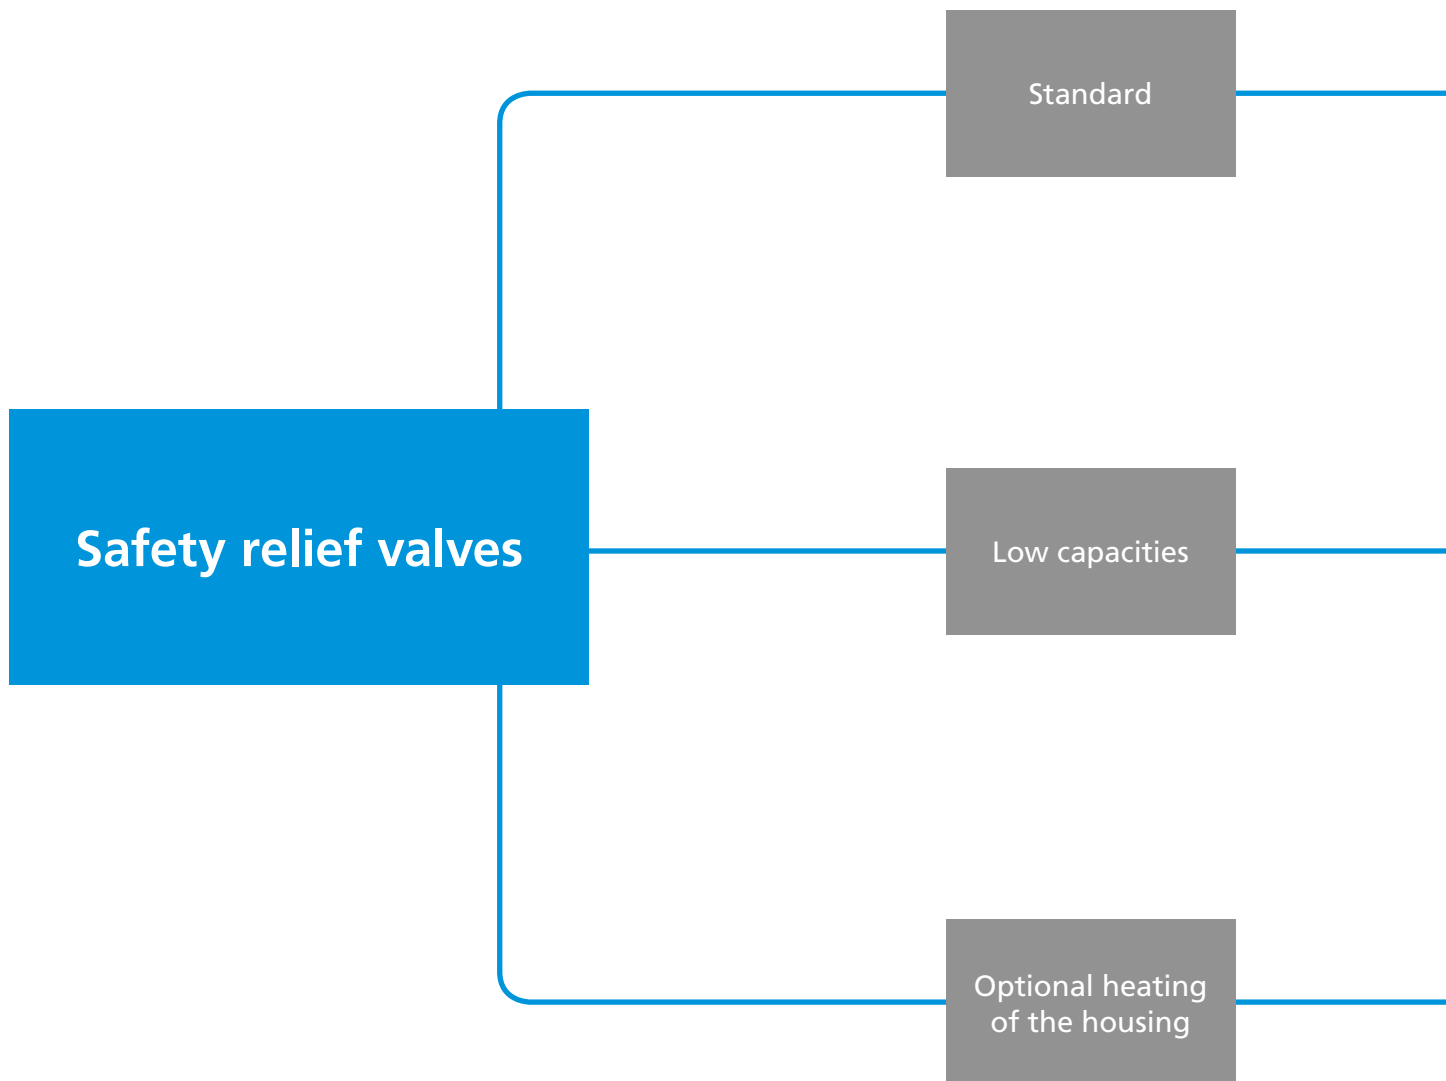 Standard
Safety relief valves
Low capacities
Optional heating
of the housing